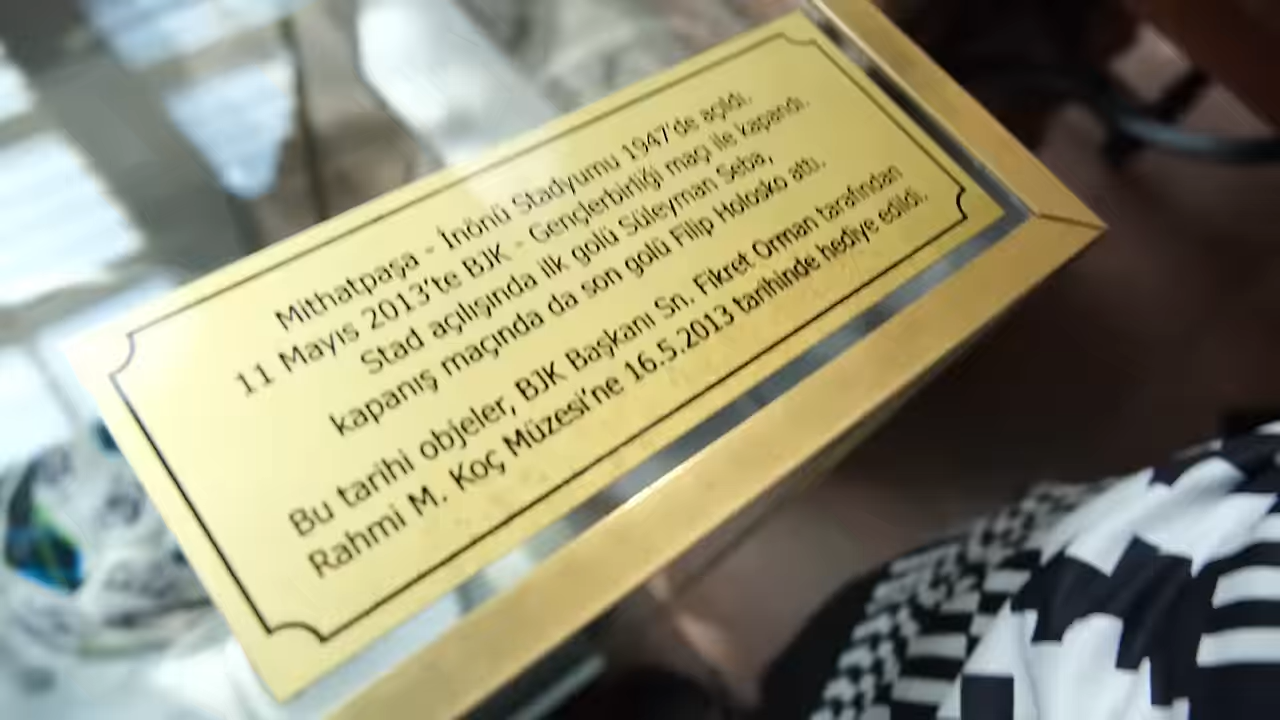 Mithatpaşa - İnönü Stadyumu 1947'de açıldı.
11 Mayıs 2013'te BJK - Gençlerbirliği maçı ile kapandı.
Stad açılışında ilk golü Süleyman Seba,
kapanış maçında da son golü Filip Holosko attı.
Bu tarihi objeler, BJK Başkanı Sn. Fikret Orman tarafından
Rahmi M. Koç Müzesi'ne 16.5.2013 tarihinde hediye edildi.